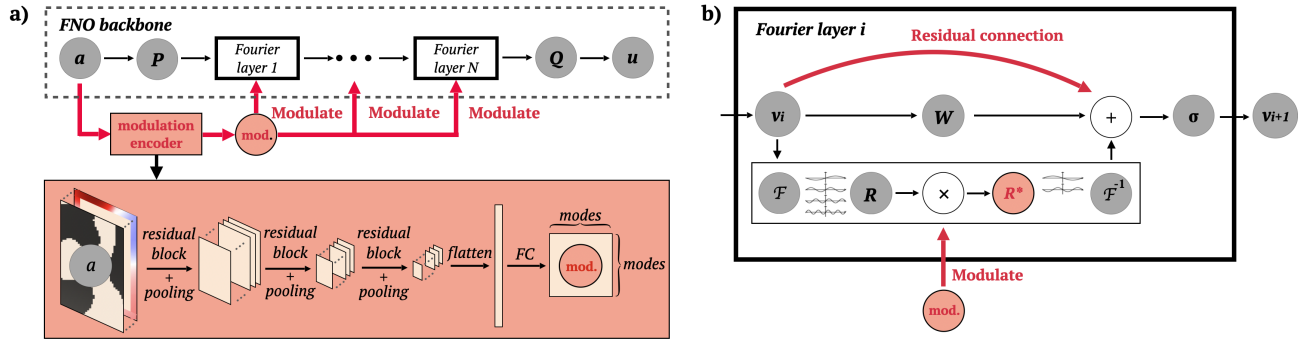 a)
FNO backbone
a
P
Fourier
layer 1
Fourier
layer N
Q
u
Modulate
Modulate
Modulate
modulation
encoder
mod.
a
residual
block
+
pooling
residual
block
+
pooling
residual
block
+
pooling
flatten
FC
modes
mod.
modes
b)
Fourier layer i
Residual connection
vi
W
+
σ
vi+1
F
R
×
R*
F-1
Modulate
mod.